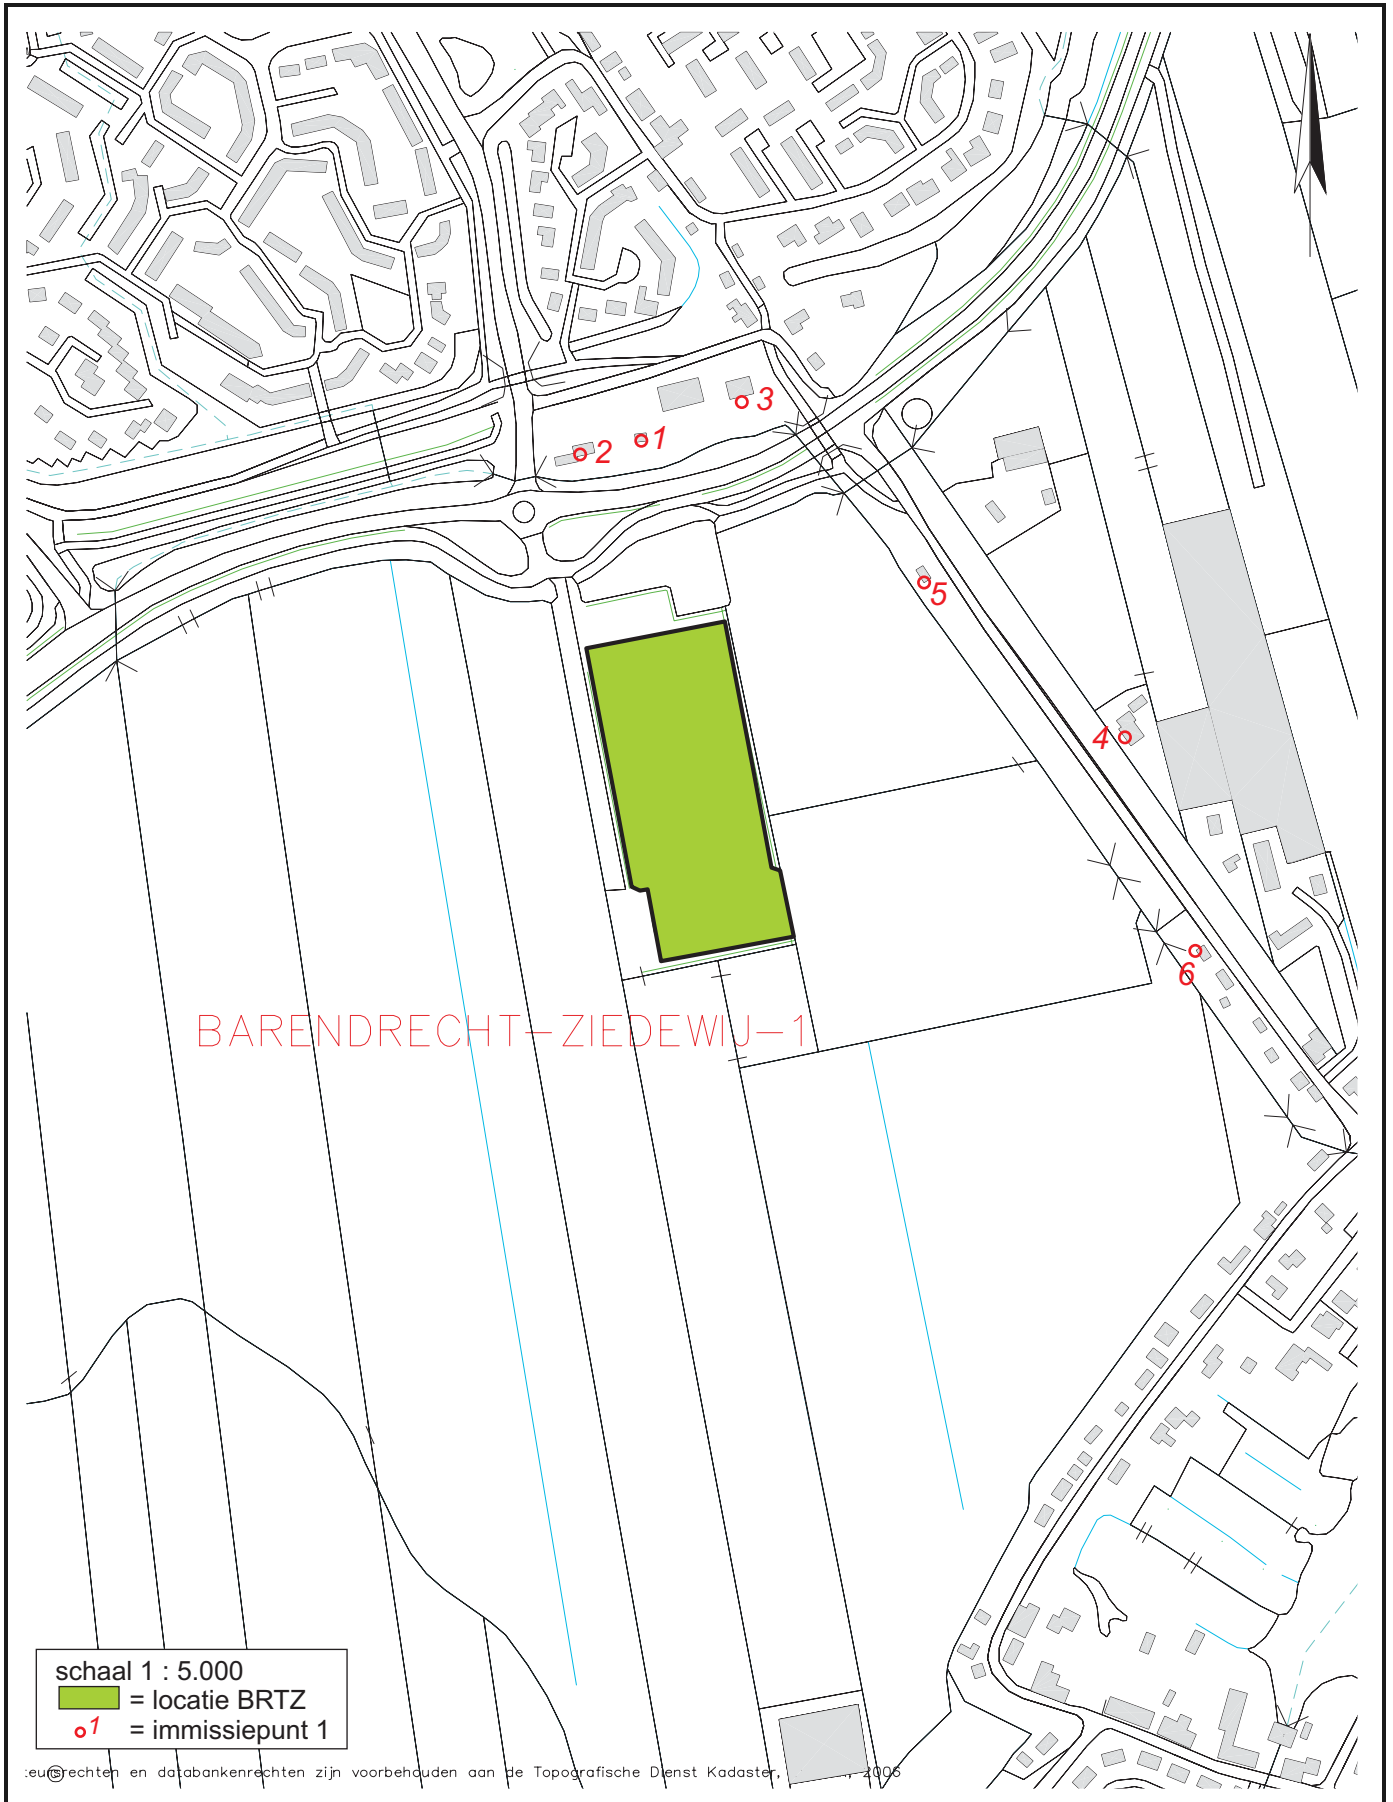 3
1
2
5
4
6
BARENDRECHT-ZIEDEWIJ-1
schaal 1 : 5.000
= locatie BRTZ
1 = immissiepunt 1
©rechten en databankenrechten zijn voorbehouden aan de Topografische Dienst Kadaster, 2006